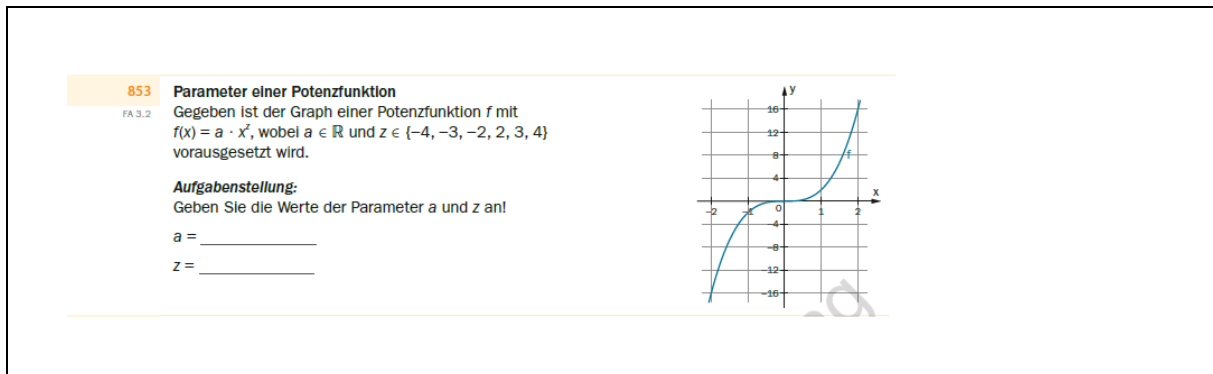 853 Parameter einer Potenzfunktion
FA 3.2 Gegeben ist der Graph einer Potenzfunktion f mit
f(x) = a · xᶻ, wobei a ∈ ℝ und z ∈ {−4, −3, −2, 2, 3, 4}
vorausgesetzt wird.
Aufgabenstellung:
Geben Sie die Werte der Parameter a und z an!
a =
z =
y
16
12
8
f
4
x
−2 −1 0 1 2
−4
−8
−12
−16